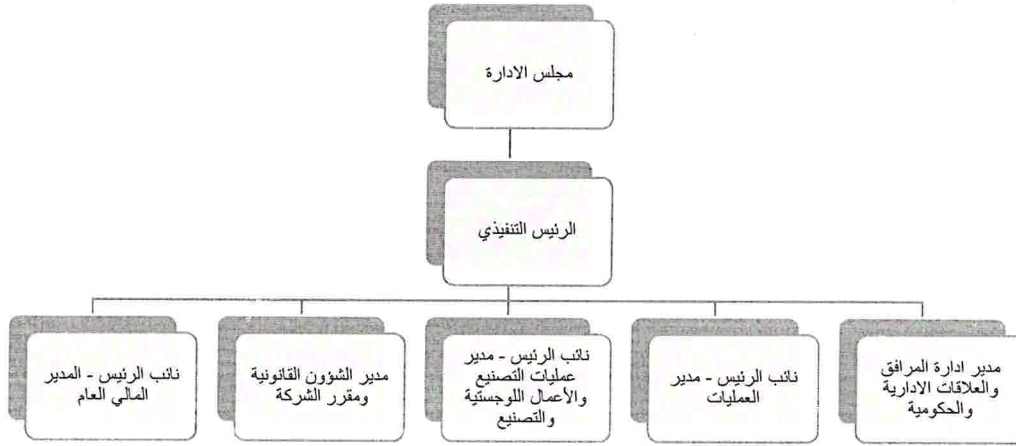 مجلس الادارة
الرئيس التنفيذي
مدير ادارة المرافق
والعلاقات الادارية
والحكومية
نائب الرئيس - مدير
العمليات
نائب الرئيس - مدير
عمليات التصنيع
والأعمال اللوجستية
والتصنيع
مدير الشؤون القانونية
ومقرر الشركة
نائب الرئيس - المدير
المالي العام